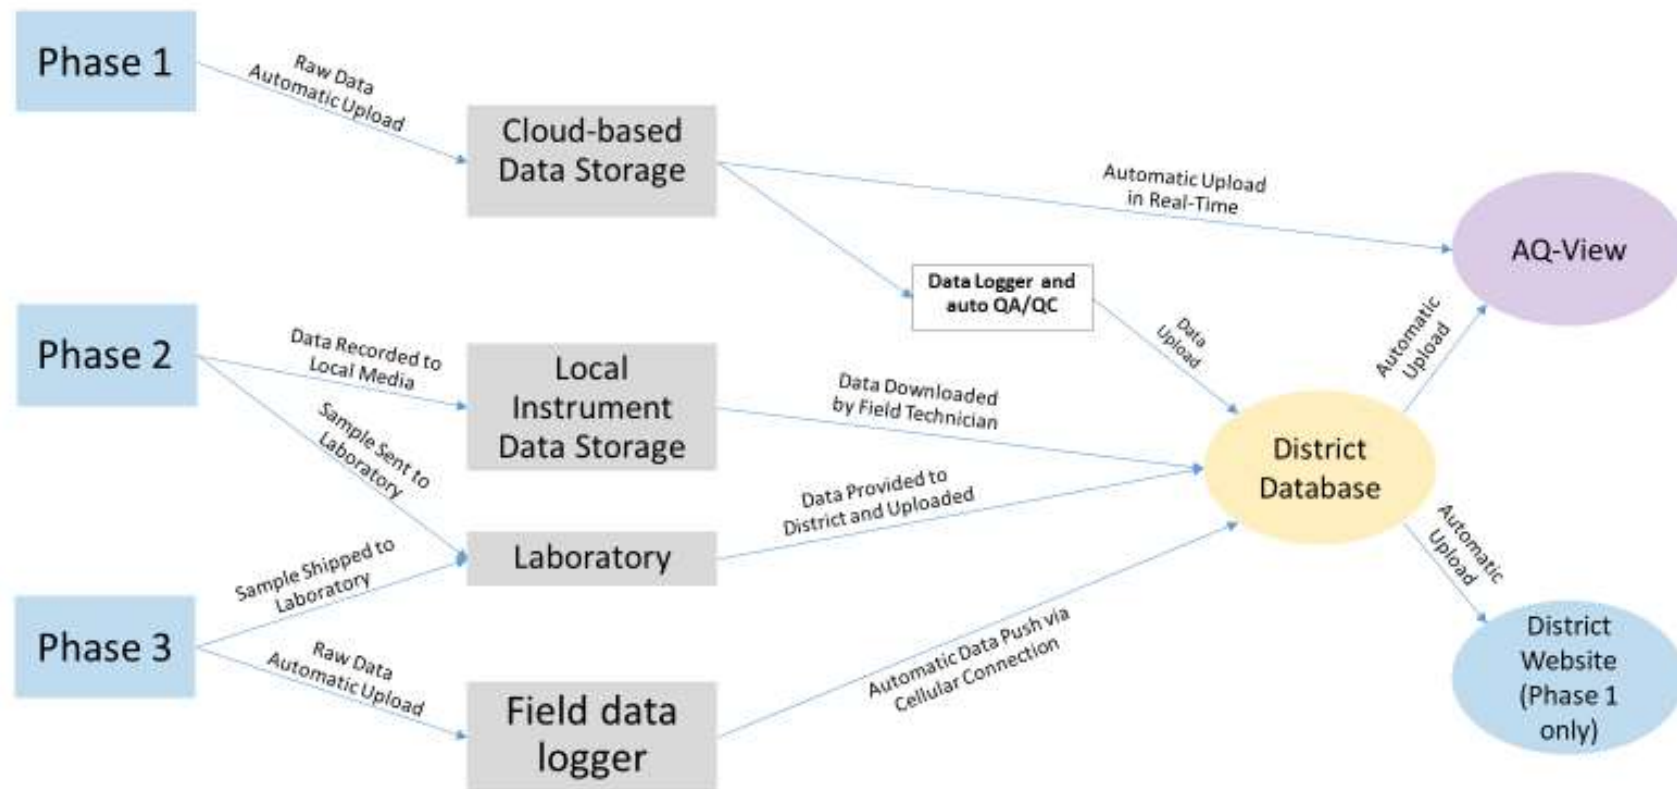 Phase 1
Raw Data
Automatic Upload
Cloud-based
Data Storage
Automatic Upload
in Real-Time
AQ-View
Data Logger and
auto QA/QC
Data
Upload
Automatic
Upload
Phase 2
Data Recorded to
Local Media
Local
Instrument
Data Storage
Data Downloaded
by Field Technician
Sample Sent to
Laboratory
District
Database
Data Provided to
District and Uploaded
Laboratory
Automatic
Upload
Phase 3
Sample Shipped to
Laboratory
Raw Data
Automatic Upload
Field data
logger
Automatic Data Push via
Cellular Connection
District
Website
(Phase 1
only)